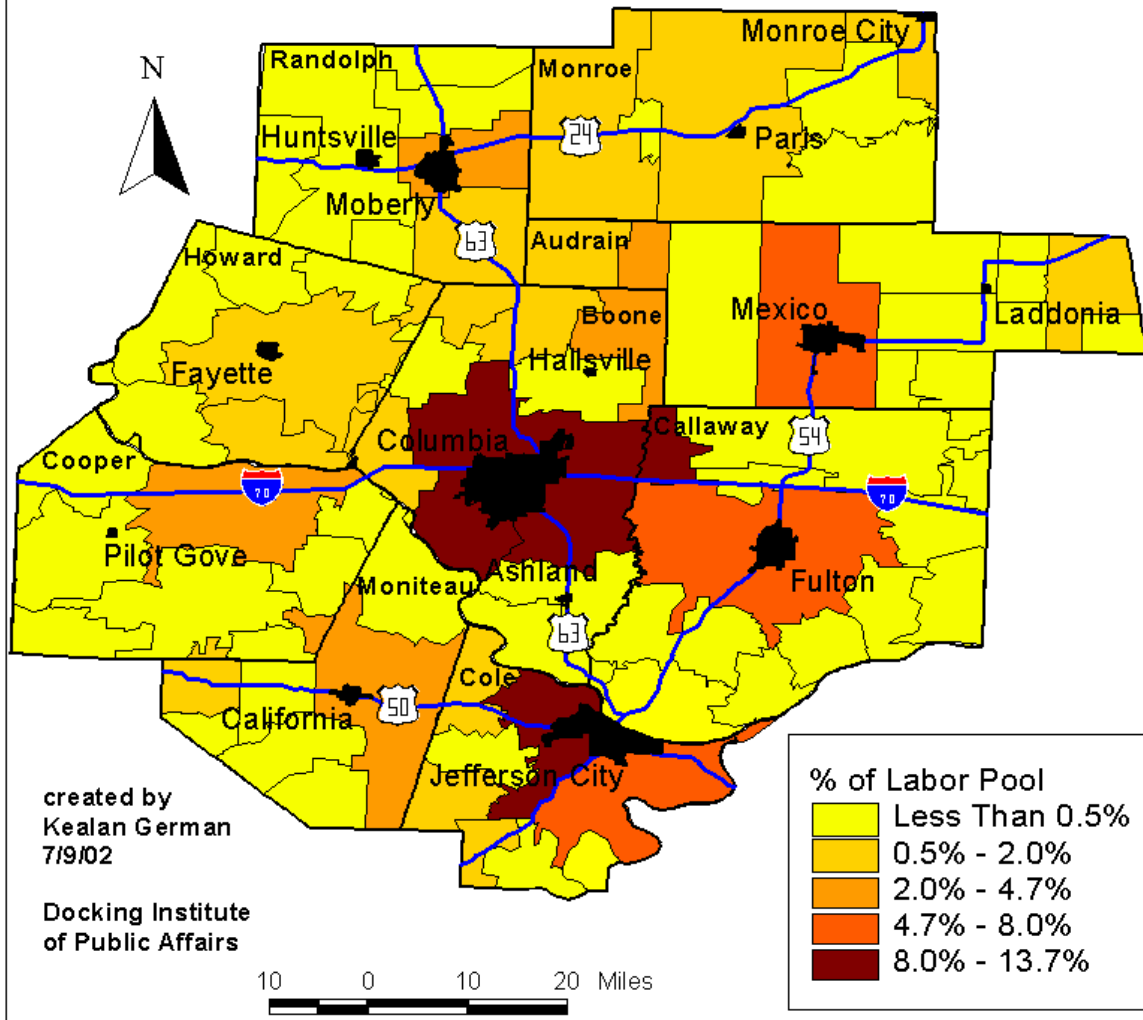 Monroe City
Randolph
Monroe
N
24
Huntsville
Paris
Moberly
63
Audrain
Howard
Boone
Mexico
Laddonia
Hallsville
Fayette
Columbia
Callaway
54
Cooper
70
70
Pilot Gove
Ashland
Fulton
Moniteau
63
Cole
50
California
Jefferson City
% of Labor Pool
Less Than 0.5%
0.5% - 2.0%
2.0% - 4.7%
4.7% - 8.0%
8.0% - 13.7%
created by
Kealan German
7/9/02
Docking Institute
of Public Affairs
10 0 10 20 Miles